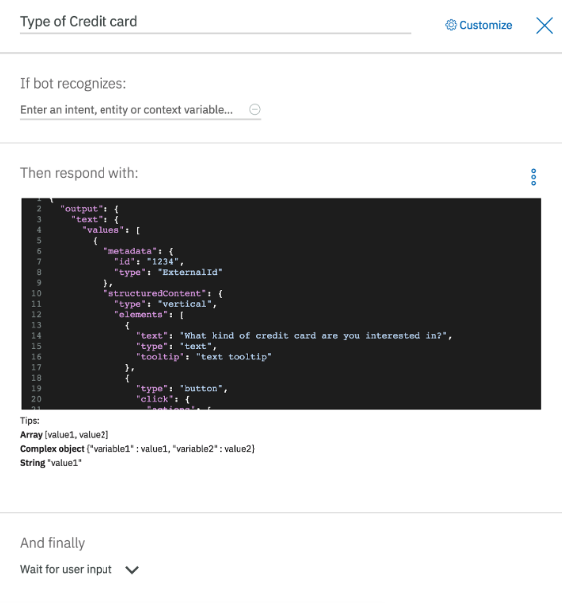 Type of Credit card
Customize
If bot recognizes:
Enter an intent, entity or context variable...
Then respond with:
1 {
2 "output": {
3 "text": {
4 "values": [
5 {
6 "metadata": {
7 "id": "1234",
8 "type": "ExternalId"
9 },
10 "structuredContent": {
11 "type": "vertical",
12 "elements": [
13 {
14 "text": "What kind of credit card are you interested in?",
15 "type": "text",
16 "tooltip": "text tooltip"
17 },
18 {
19 "type": "button",
20 "click": {
21 "actions": [
Tips:
Array [value1, value2]
Complex object {"variable1" : value1, "variable2" : value2}
String "value1"
And finally
Wait for user input